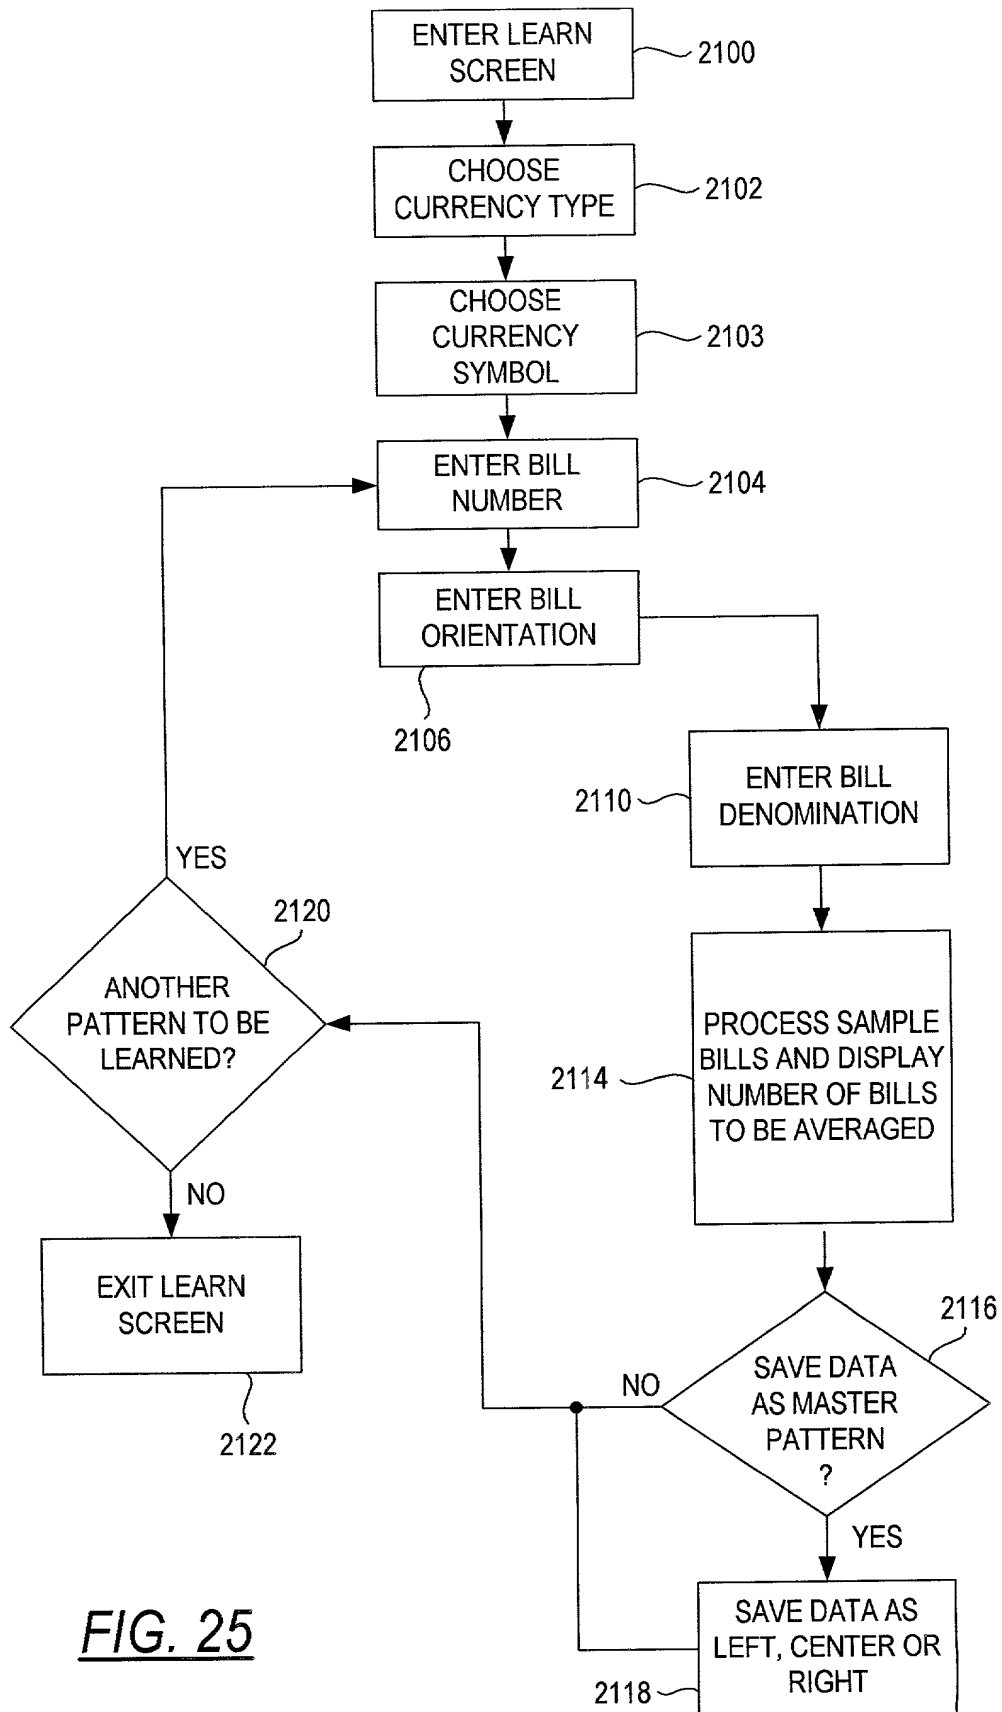 ENTER LEARN
SCREEN
2100
CHOOSE
CURRENCY TYPE
2102
CHOOSE
CURRENCY
SYMBOL
2103
ENTER BILL
NUMBER
2104
ENTER BILL
ORIENTATION
2106
ENTER BILL
DENOMINATION
2110
PROCESS SAMPLE
BILLS AND DISPLAY
NUMBER OF BILLS
TO BE AVERAGED
2114
SAVE DATA
AS MASTER
PATTERN
?
2116
NO
YES
SAVE DATA AS
LEFT, CENTER OR
RIGHT
2118
ANOTHER
PATTERN TO BE
LEARNED?
2120
YES
NO
EXIT LEARN
SCREEN
2122
FIG. 25